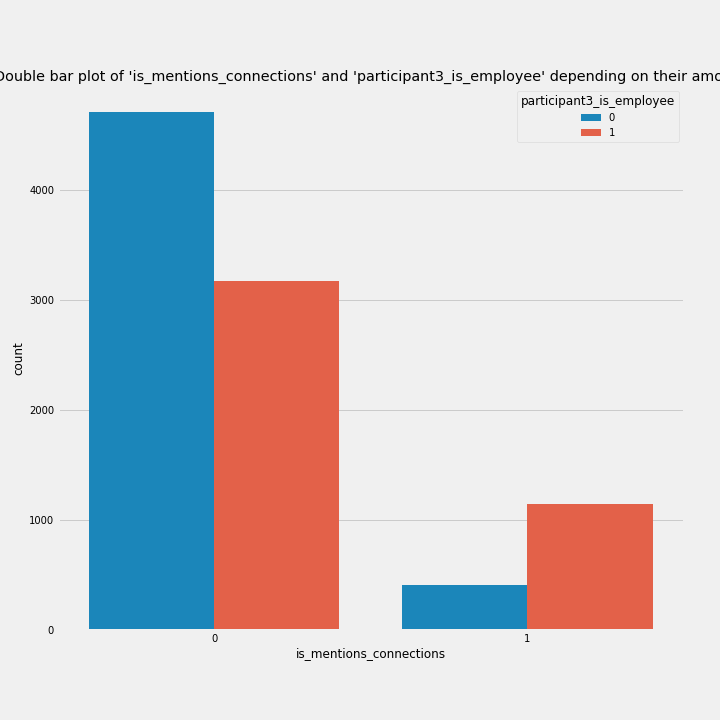 Double bar plot of 'is_mentions_connections' and 'participant3_is_employee' depending on their
participant3_is_employee
0
1
4000
3000
2000
1000
0
count
0 1
is_mentions_connections